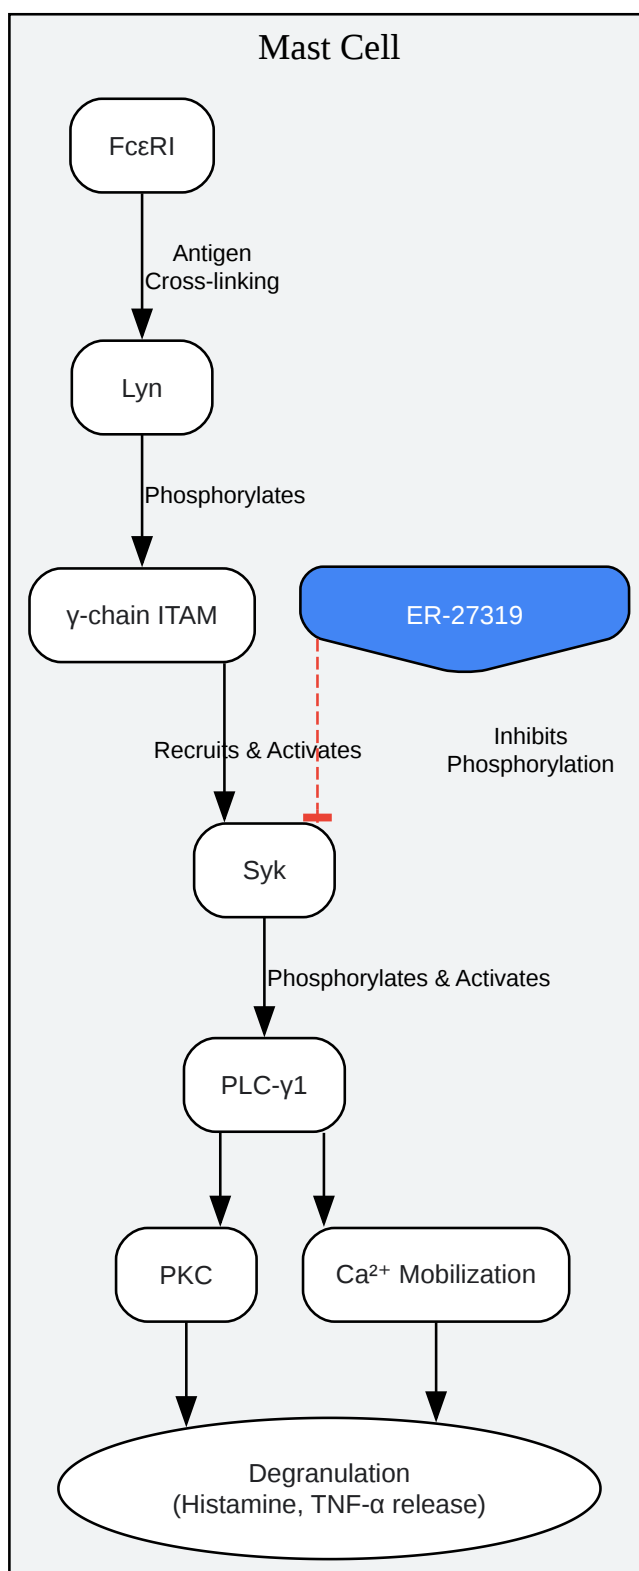 Mast Cell
FcεRI
Antigen
Cross-linking
Lyn
Phosphorylates
γ-chain ITAM
ER-27319
Recruits & Activates
Inhibits
Phosphorylation
Syk
Phosphorylates & Activates
PLC-γ1
PKC
Ca²⁺ Mobilization
Degranulation
(Histamine, TNF-α release)